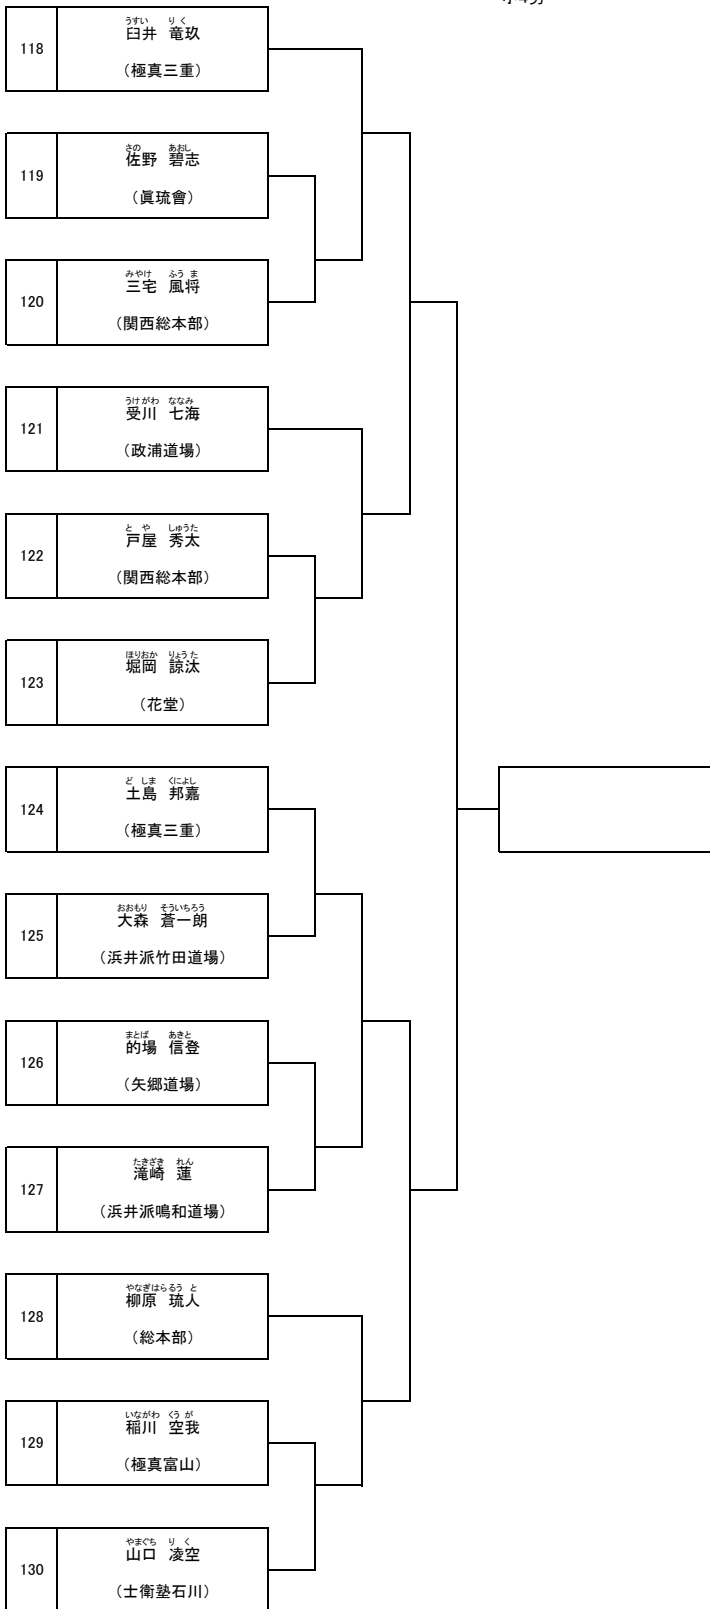 小4男
118
うすい りく
臼井 竜玖
（極真三重）
119
さの あおし
佐野 碧志
（眞琉會）
120
みやけ ふうま
三宅 風将
（関西総本部）
121
うけがわ ななみ
受川 七海
（政浦道場）
122
とや しゅうた
戸屋 秀太
（関西総本部）
123
ほりおか りょうた
堀岡 諒汰
（花堂）
124
どしま くによし
土島 邦嘉
（極真三重）
125
おおもり そういちろう
大森 蒼一朗
（浜井派竹田道場）
126
まとば あきと
的場 信登
（矢郷道場）
127
たきざき れん
滝崎 蓮
（浜井派鳴和道場）
128
やなぎはらるうと
柳原 琉人
（総本部）
129
いながわ くうが
稲川 空我
（極真富山）
130
やまぐち りく
山口 凌空
（士衛塾石川）